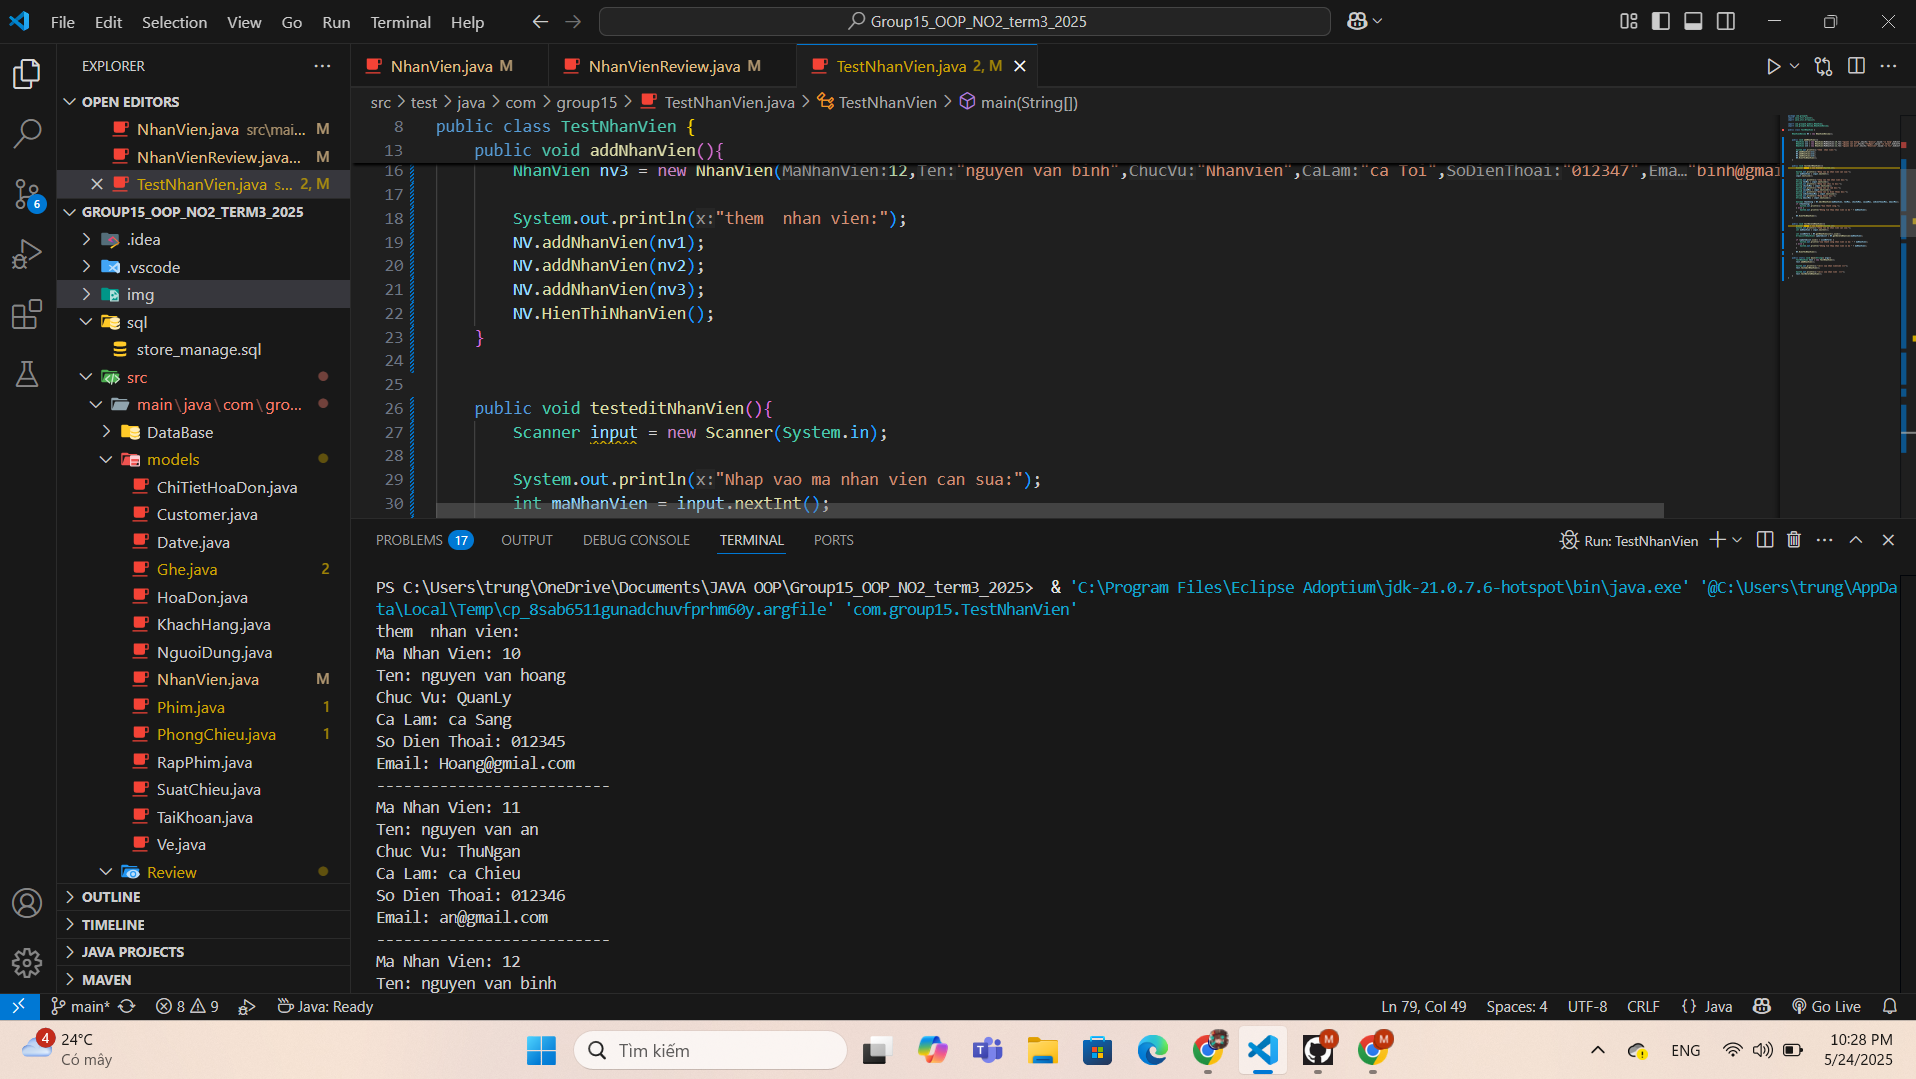 File Edit Selection View Go Run Terminal Help
Group15_OOP_NO2_term3_2025
EXPLORER
OPEN EDITORS
NhanVien.java src\mai... M
NhanVienReview.java... M
TestNhanVien.java s... 2, M
GROUP15_OOP_NO2_TERM3_2025
.idea
.vscode
img
sql
store_manage.sql
src
main\java\com\gro...
DataBase
models
ChiTietHoaDon.java
Customer.java
Datve.java
Ghe.java 2
HoaDon.java
KhachHang.java
NguoiDung.java
NhanVien.java M
Phim.java 1
PhongChieu.java 1
RapPhim.java
SuatChieu.java
TaiKhoan.java
Ve.java
Review
OUTLINE
TIMELINE
JAVA PROJECTS
MAVEN
6
NhanVien.java M
NhanVienReview.java M
TestNhanVien.java 2, M
src > test > java > com > group15 > TestNhanVien.java > TestNhanVien > main(String[])
8 public class TestNhanVien {
13 public void addNhanVien(){
16 NhanVien nv3 = new NhanVien(MaNhanVien:12,Ten:"nguyen van binh",ChucVu:"Nhanvien",CaLam:"ca Toi",SoDienThoai:"012347",Ema…"binh@gmai
17
18 System.out.println(x:"them  nhan vien:");
19 NV.addNhanVien(nv1);
20 NV.addNhanVien(nv2);
21 NV.addNhanVien(nv3);
22 NV.HienThiNhanVien();
23 }
24
25
26 public void testeditNhanVien(){
27 Scanner input = new Scanner(System.in);
28
29 System.out.println(x:"Nhap vao ma nhan vien can sua:");
30 int maNhanVien = input.nextInt();
PROBLEMS 17 OUTPUT DEBUG CONSOLE TERMINAL PORTS
Run: TestNhanVien
PS C:\Users\trung\OneDrive\Documents\JAVA OOP\Group15_OOP_NO2_term3_2025>  & 'C:\Program Files\Eclipse Adoptium\jdk-21.0.7.6-hotspot\bin\java.exe' '@C:\Users\trung\AppDa
ta\Local\Temp\cp_8sab6511gunadchuvfprhm60y.argfile' 'com.group15.TestNhanVien'
them  nhan vien:
Ma Nhan Vien: 10
Ten: nguyen van hoang
Chuc Vu: QuanLy
Ca Lam: ca Sang
So Dien Thoai: 012345
Email: Hoang@gmial.com
--------------------------
Ma Nhan Vien: 11
Ten: nguyen van an
Chuc Vu: ThuNgan
Ca Lam: ca Chieu
So Dien Thoai: 012346
Email: an@gmail.com
--------------------------
Ma Nhan Vien: 12
Ten: nguyen van binh
main* 8 9 Java: Ready
Ln 79, Col 49 Spaces: 4 UTF-8 CRLF {} Java Go Live
4 24°C
Có mây
Tìm kiếm
M M
ENG
10:28 PM
5/24/2025